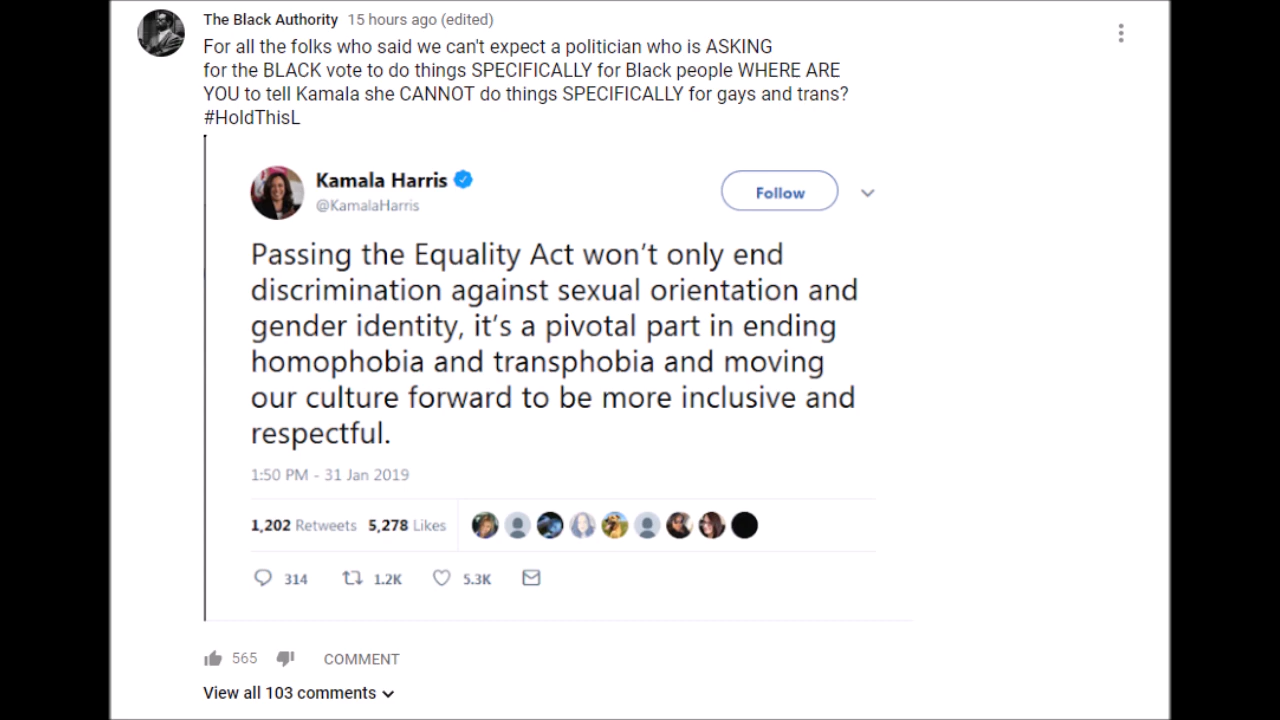 The Black Authority 15 hours ago (edited)
For all the folks who said we can't expect a politician who is ASKING
for the BLACK vote to do things SPECIFICALLY for Black people WHERE ARE
YOU to tell Kamala she CANNOT do things SPECIFICALLY for gays and trans?
#HoldThisL
Kamala Harris
@KamalaHarris
Follow
Passing the Equality Act won't only end
discrimination against sexual orientation and
gender identity, it's a pivotal part in ending
homophobia and transphobia and moving
our culture forward to be more inclusive and
respectful.
1:50 PM - 31 Jan 2019
1,202 Retweets 5,278 Likes
314 1.2K 5.3K
565 COMMENT
View all 103 comments